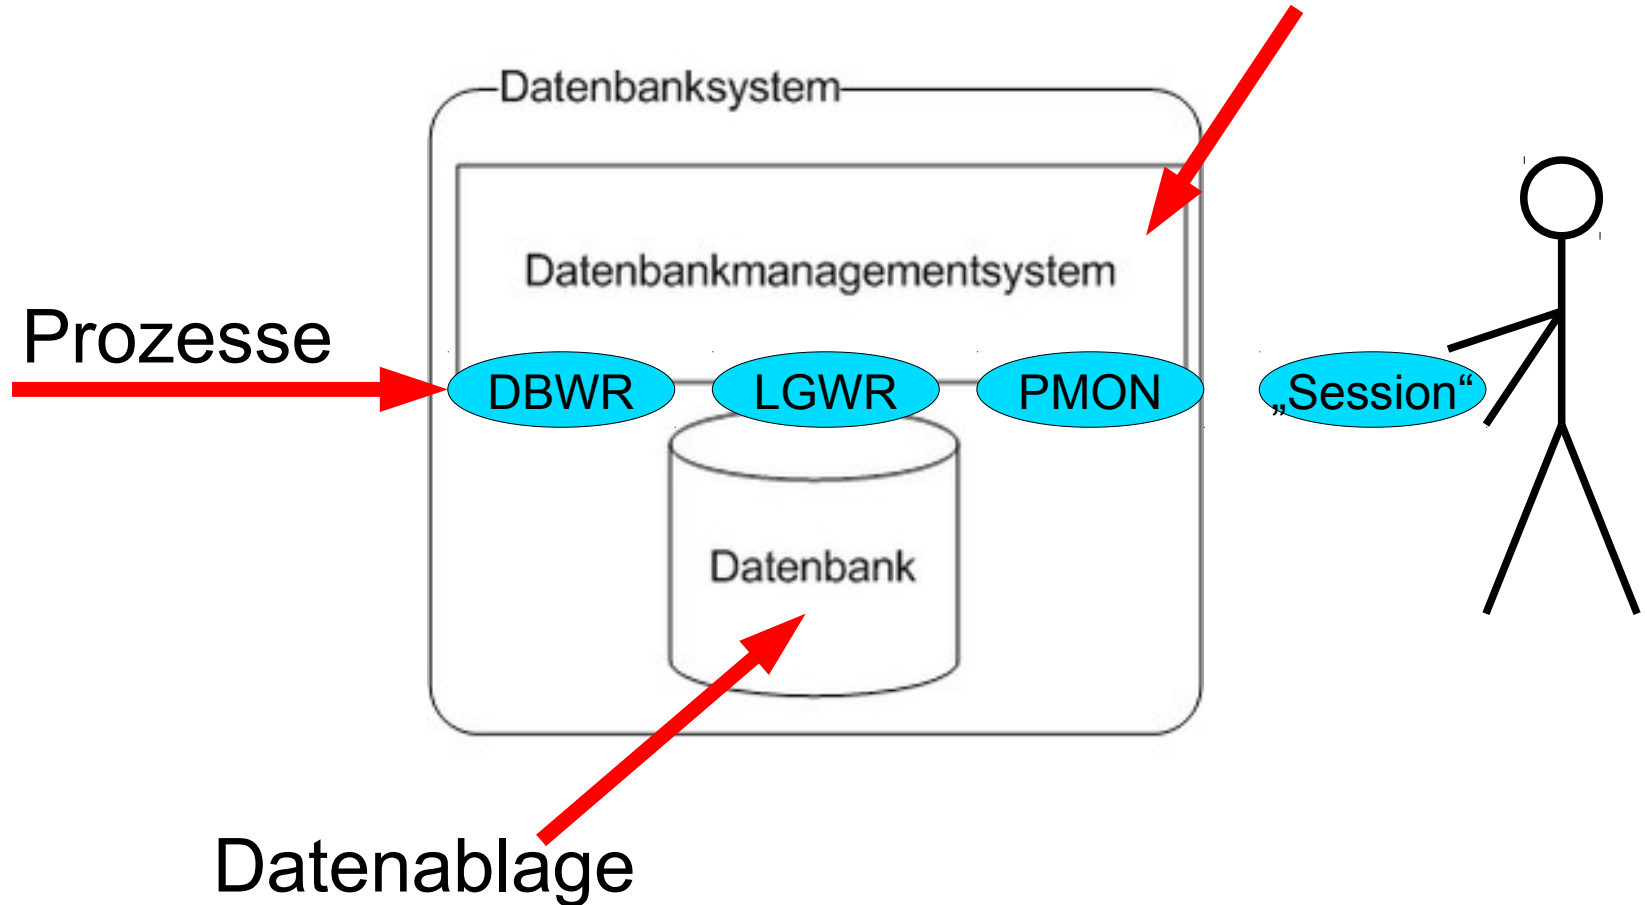 Datenbanksystem
Datenbankmanagementsystem
Prozesse
DBWR
LGWR
PMON
„Session“
Datenbank
Datenablage